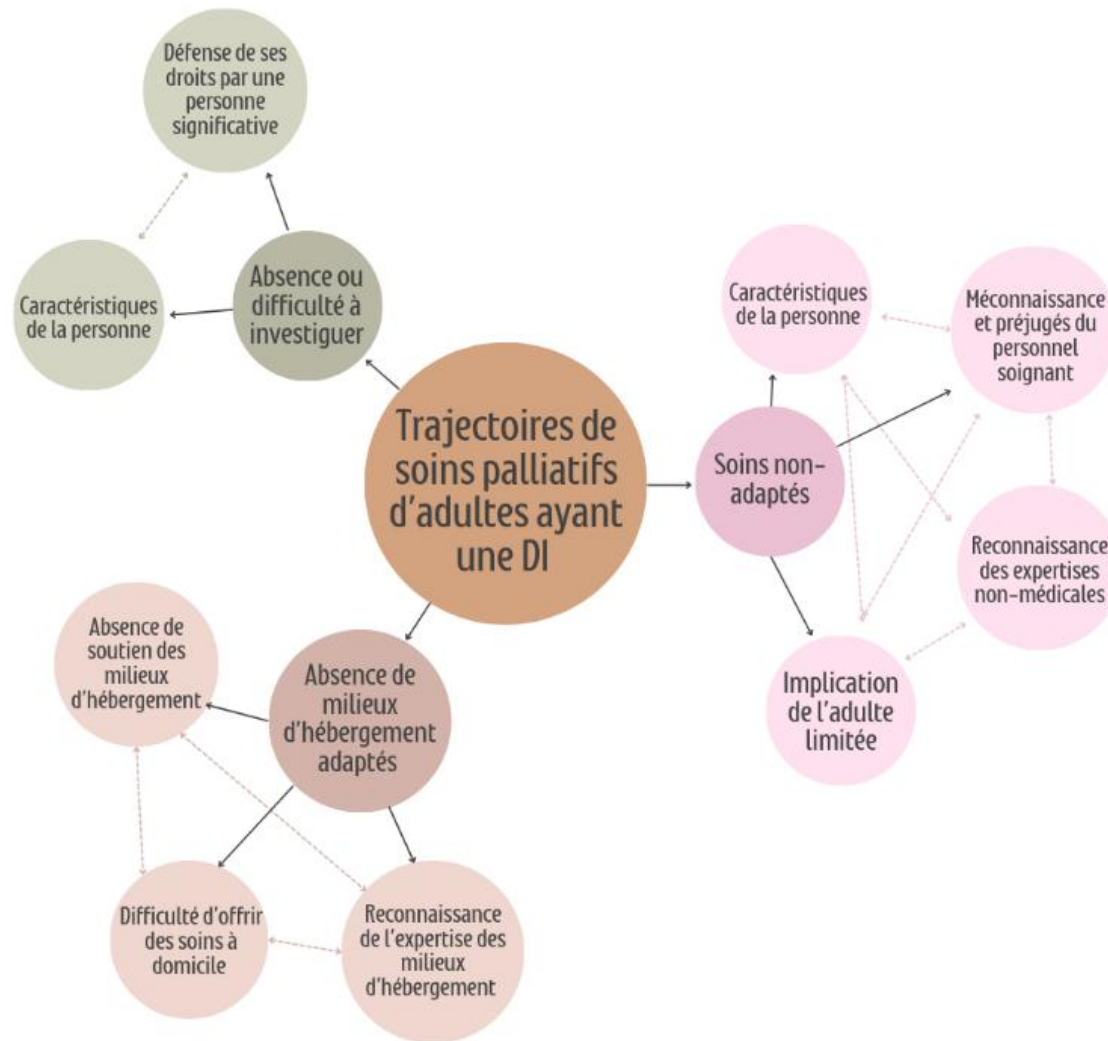 Défense de ses
droits par une
personne
significative
Caractéristiques
de la personne
Absence ou
difficulté à
investiguer
Trajectoires de
soins palliatifs
d'adultes ayant
une DI
Soins non-
adaptés
Caractéristiques
de la personne
Méconnaissance
et préjugés du
personnel
soignant
Reconnaissance
des expertises
non-médicales
Implication
de l'adulte
limitée
Absence de
milieux
d'hébergement
adaptés
Absence de
soutien des
milieux
d'hébergement
Difficulté d'offrir
des soins à
domicile
Reconnaissance
de l'expertise des
milieux
d'hébergement